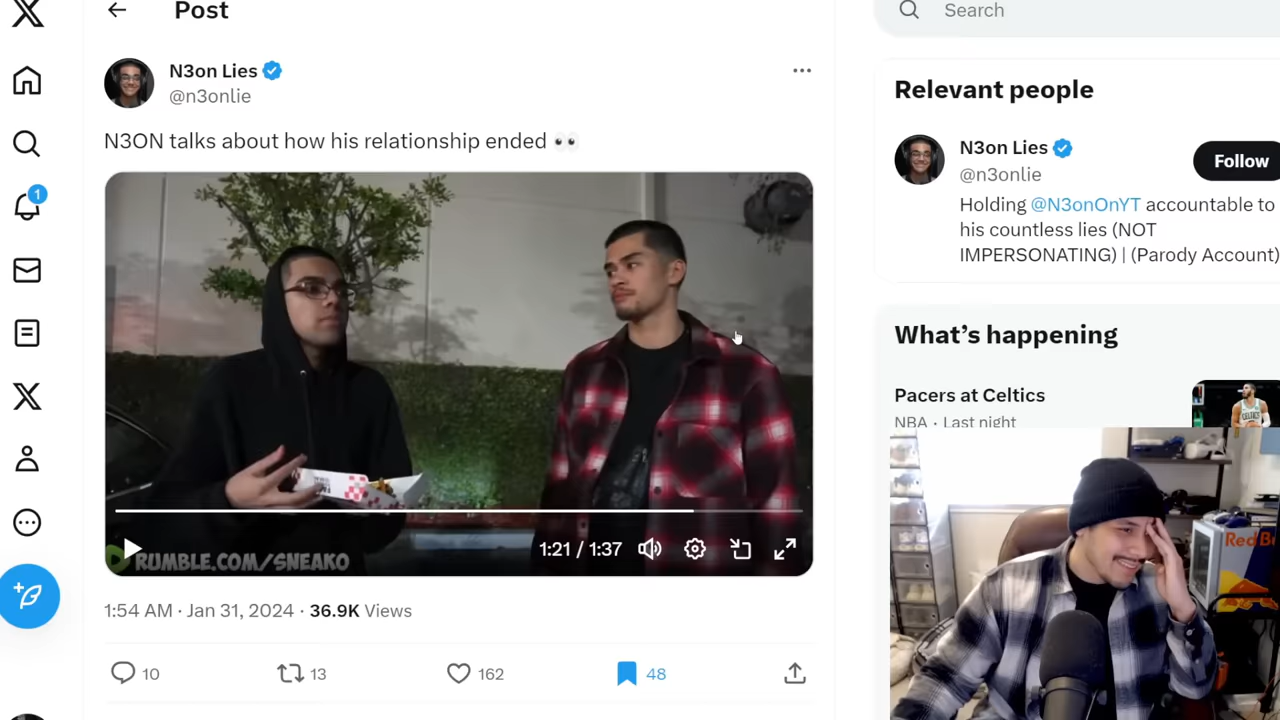 Post
Search
N3on Lies
@n3onlie
N3ON talks about how his relationship ended 👀
RUMBLE.COM/SNEAKO
1:21 / 1:37
1:54 AM · Jan 31, 2024 · 36.9K Views
10
13
162
48
1
Relevant people
N3on Lies
@n3onlie
Follow
Holding @N3onOnYT accountable to
his countless lies (NOT
IMPERSONATING) | (Parody Account)
What’s happening
Pacers at Celtics
NBA · Last night
CELTICS
Red Bu